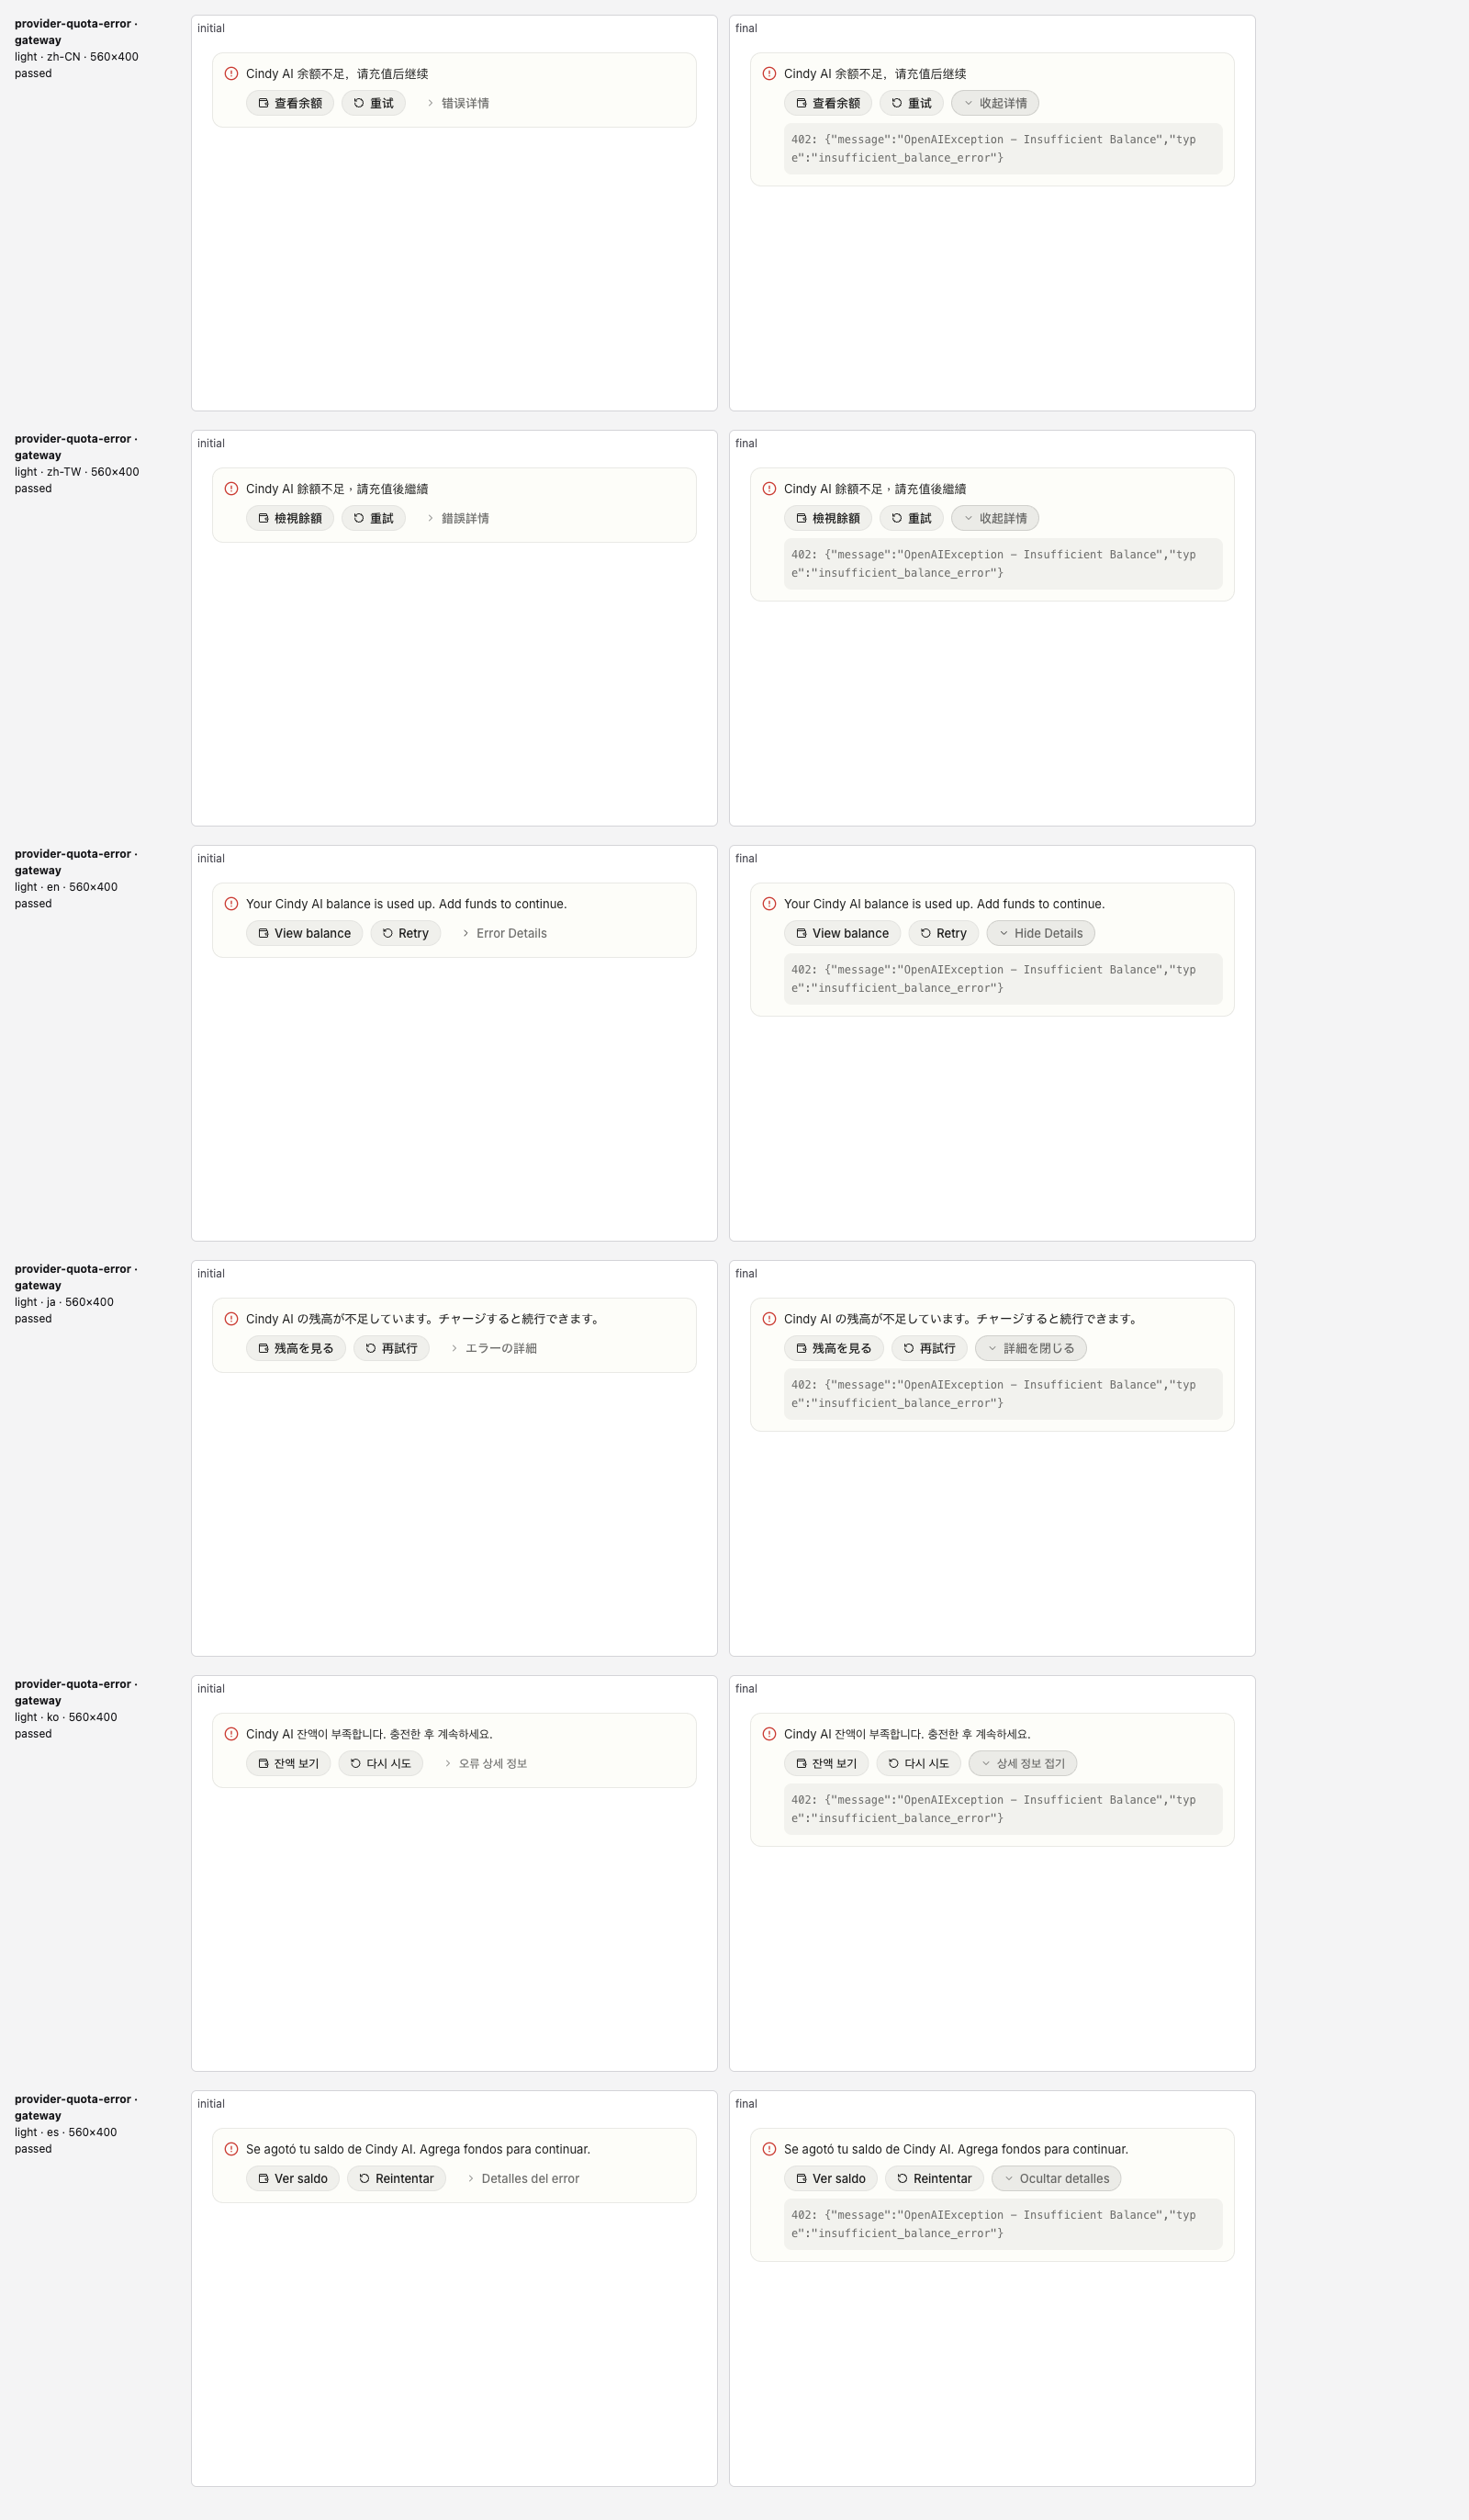 provider-quota-error ·
gateway
light · zh-CN · 560×400
passed
initial
Cindy AI 余额不足，请充值后继续
查看余额
重试
错误详情
final
Cindy AI 余额不足，请充值后继续
查看余额
重试
收起详情
402: {"message":"OpenAIException – Insufficient Balance","typ
e":"insufficient_balance_error"}
provider-quota-error ·
gateway
light · zh-TW · 560×400
passed
initial
Cindy AI 餘額不足，請充值後繼續
檢視餘額
重試
錯誤詳情
final
Cindy AI 餘額不足，請充值後繼續
檢視餘額
重試
收起詳情
402: {"message":"OpenAIException – Insufficient Balance","typ
e":"insufficient_balance_error"}
provider-quota-error ·
gateway
light · en · 560×400
passed
initial
Your Cindy AI balance is used up. Add funds to continue.
View balance
Retry
Error Details
final
Your Cindy AI balance is used up. Add funds to continue.
View balance
Retry
Hide Details
402: {"message":"OpenAIException – Insufficient Balance","typ
e":"insufficient_balance_error"}
provider-quota-error ·
gateway
light · ja · 560×400
passed
initial
Cindy AI の残高が不足しています。チャージすると続行できます。
残高を見る
再試行
エラーの詳細
final
Cindy AI の残高が不足しています。チャージすると続行できます。
残高を見る
再試行
詳細を閉じる
402: {"message":"OpenAIException – Insufficient Balance","typ
e":"insufficient_balance_error"}
provider-quota-error ·
gateway
light · ko · 560×400
passed
initial
Cindy AI 잔액이 부족합니다. 충전한 후 계속하세요.
잔액 보기
다시 시도
오류 상세 정보
final
Cindy AI 잔액이 부족합니다. 충전한 후 계속하세요.
잔액 보기
다시 시도
상세 정보 접기
402: {"message":"OpenAIException – Insufficient Balance","typ
e":"insufficient_balance_error"}
provider-quota-error ·
gateway
light · es · 560×400
passed
initial
Se agotó tu saldo de Cindy AI. Agrega fondos para continuar.
Ver saldo
Reintentar
Detalles del error
final
Se agotó tu saldo de Cindy AI. Agrega fondos para continuar.
Ver saldo
Reintentar
Ocultar detalles
402: {"message":"OpenAIException – Insufficient Balance","typ
e":"insufficient_balance_error"}